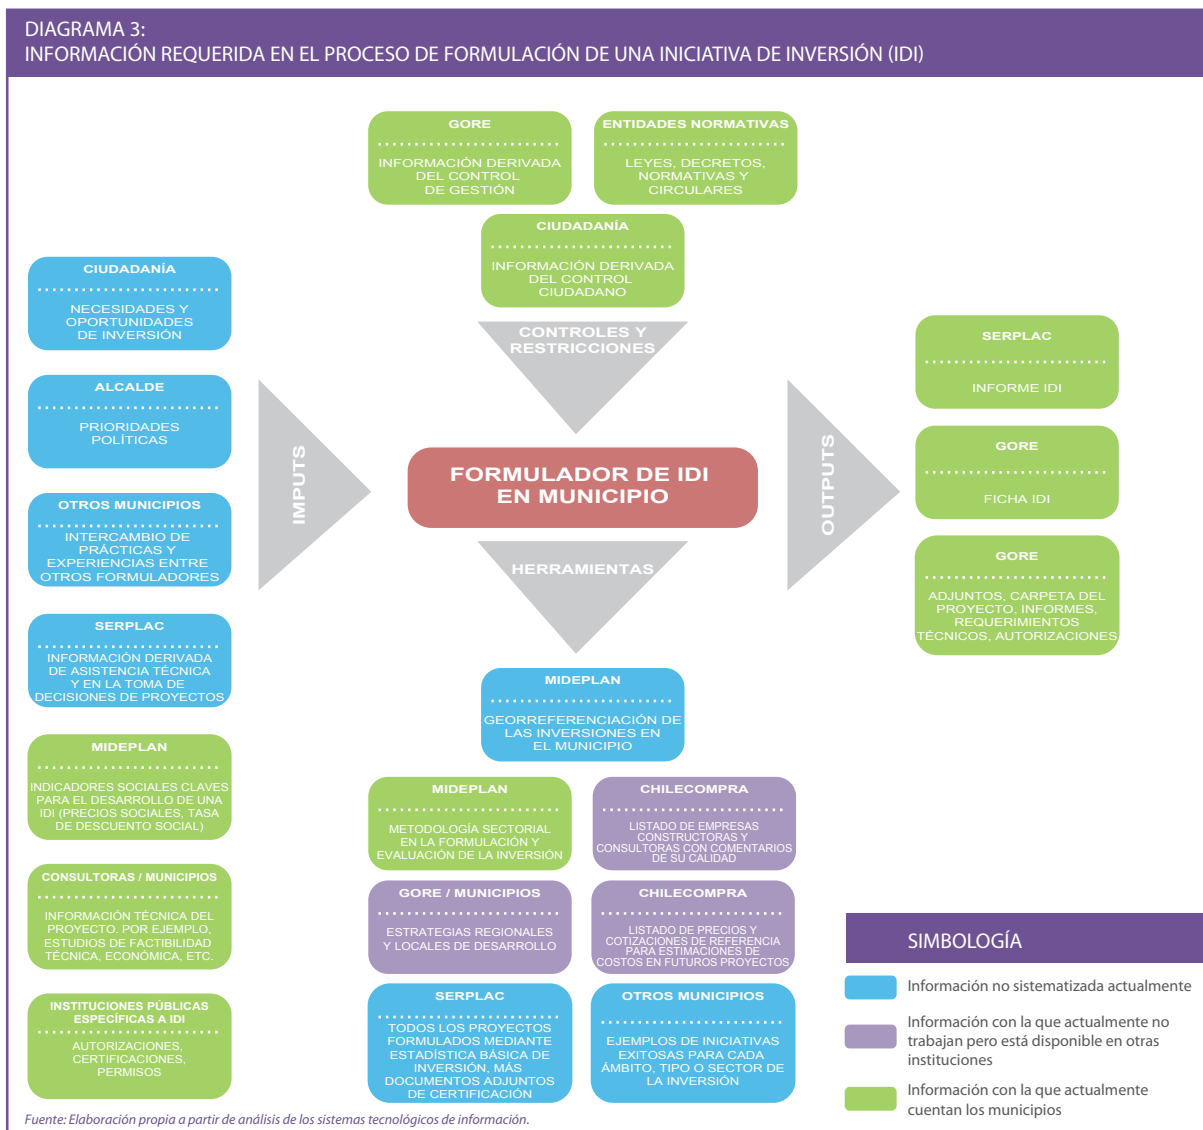 DIAGRAMA 3:
INFORMACIÓN REQUERIDA EN EL PROCESO DE FORMULACIÓN DE UNA INICIATIVA DE INVERSIÓN (IDI)
GORE
INFORMACIÓN DERIVADA
DEL CONTROL
DE GESTIÓN
ENTIDADES NORMATIVAS
LEYES, DECRETOS,
NORMATIVAS Y
CIRCULARES
CIUDADANÍA
INFORMACIÓN DERIVADA
DEL CONTROL
CIUDADANO
CONTROLES Y
RESTRICCIONES
CIUDADANÍA
NECESIDADES Y
OPORTUNIDADES
DE INVERSIÓN
ALCALDE
PRIORIDADES
POLÍTICAS
OTROS MUNICIPIOS
INTERCAMBIO DE
PRÁCTICAS Y
EXPERIENCIAS ENTRE
OTROS FORMULADORES
SERPLAC
INFORMACIÓN DERIVADA
DE ASISTENCIA TÉCNICA
Y EN LA TOMA DE
DECISIONES DE PROYECTOS
MIDEPLAN
INDICADORES SOCIALES CLAVES
PARA EL DESARROLLO DE UNA
IDI (PRECIOS SOCIALES, TASA
DE DESCUENTO SOCIAL)
CONSULTORAS / MUNICIPIOS
INFORMACIÓN TÉCNICA DEL
PROYECTO. POR EJEMPLO,
ESTUDIOS DE FACTIBILIDAD
TÉCNICA, ECONÓMICA, ETC.
INSTITUCIONES PÚBLICAS
ESPECÍFICAS A IDI
AUTORIZACIONES,
CERTIFICACIONES,
PERMISOS
IMPUTS
FORMULADOR DE IDI
EN MUNICIPIO
OUTPUTS
SERPLAC
INFORME IDI
GORE
FICHA IDI
GORE
ADJUNTOS, CARPETA DEL
PROYECTO, INFORMES,
REQUERIMIENTOS
TÉCNICOS, AUTORIZACIONES
HERRAMIENTAS
MIDEPLAN
GEORREFERENCIACIÓN DE
LAS INVERSIONES EN
EL MUNICIPIO
MIDEPLAN
METODOLOGÍA SECTORIAL
EN LA FORMULACIÓN Y
EVALUACIÓN DE LA INVERSIÓN
CHILECOMPRA
LISTADO DE EMPRESAS
CONSTRUCTORAS Y
CONSULTORAS CON COMENTARIOS
DE SU CALIDAD
GORE / MUNICIPIOS
ESTRATEGIAS REGIONALES
Y LOCALES DE DESARROLLO
CHILECOMPRA
LISTADO DE PRECIOS Y
COTIZACIONES DE REFERENCIA
PARA ESTIMACIONES DE
COSTOS EN FUTUROS PROYECTOS
SERPLAC
TODOS LOS PROYECTOS
FORMULADOS MEDIANTE
ESTADÍSTICA BÁSICA DE
INVERSIÓN, MÁS
DOCUMENTOS ADJUNTOS
DE CERTIFICACIÓN
OTROS MUNICIPIOS
EJEMPLOS DE INICIATIVAS
EXITOSAS PARA CADA
ÁMBITO, TIPO O SECTOR DE
LA INVERSIÓN
SIMBOLOGÍA
Información no sistematizada actualmente
Información con la que actualmente no
trabajan pero está disponible en otras
instituciones
Información con la que actualmente
cuentan los municipios
Fuente: Elaboración propia a partir de análisis de los sistemas tecnológicos de información.